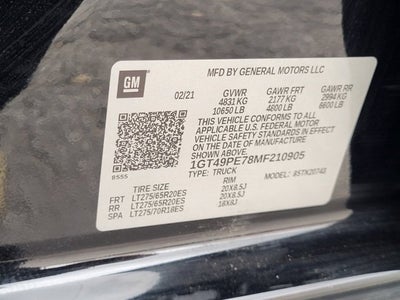 GM
MFD BY GENERAL MOTORS LLC
02/21 GVWR GAWR FRT GAWR RR
4831 KG 2177 KG 2994 KG
10650 LB 4800 LB 6600 LB
THIS VEHICLE CONFORMS TO ALL
APPLICABLE U.S. FEDERAL MOTOR
VEHICLE SAFETY STANDARDS IN EFFECT
ON THE DATE OF MANUFACTURE
SHOWN ABOVE.
1GT49PE78MF210905
TYPE: TRUCK MODEL:
8555
TIRE SIZE RIM
FRT LT275/65R20ES 20X8.5J
RR LT275/65R20ES 20X8.5J
SPA LT275/70R18ES 18X8J